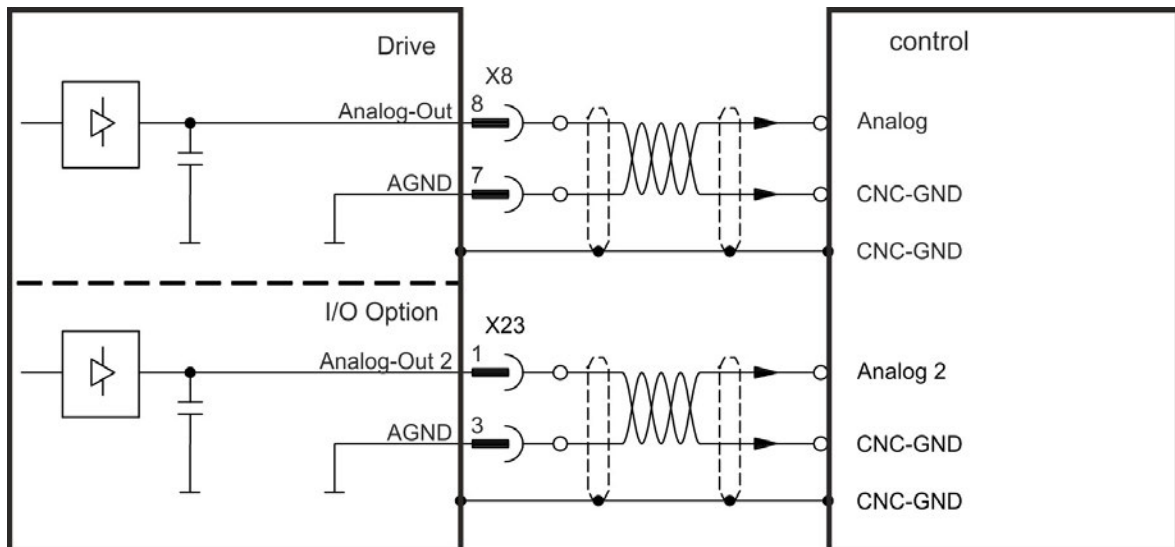 Drive
control
X8
Analog-Out
8
Analog
AGND
7
CNC-GND
CNC-GND
I/O Option
X23
Analog-Out 2
1
Analog 2
AGND
3
CNC-GND
CNC-GND